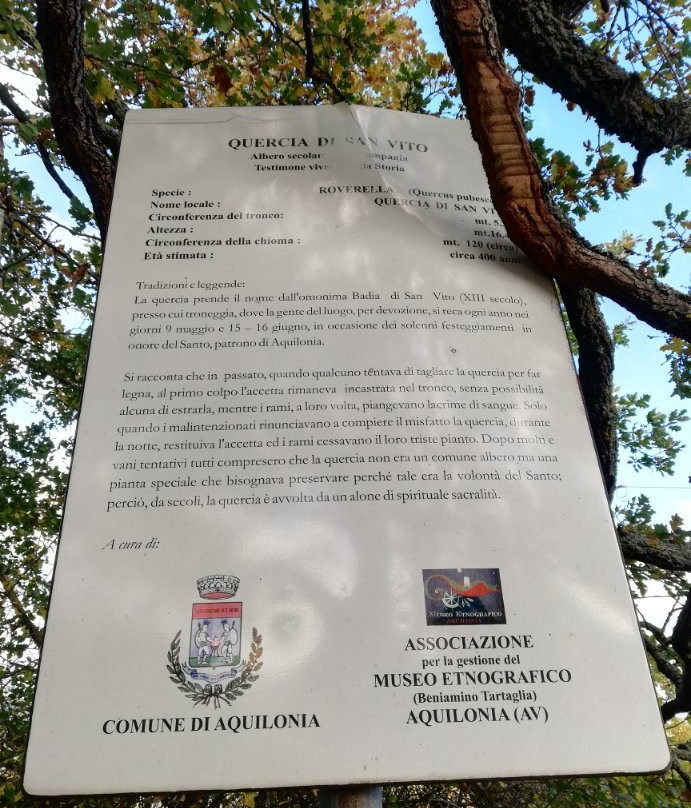 QUERCIA DI SAN VITO
Albero secolar
Testimone viv la Storia
Specie : ROVERELLA (Quercus pubesc
Nome locale : QUERCIA DI SAN VI
Circonferenza del tronco: mt. 5.
Altezza : mt.16.
Circonferenza della chioma : mt. 120 (circa
Età stimata : circa 400 anni
Tradizioni e leggende:
La quercia prende il nome dall'omonima Badia di San Vito (XIII secolo),
presso cui troneggia, dove la gente del luogo, per devozione, si reca ogni anno nei
giorni 9 maggio e 15 – 16 giugno, in occasione dei solenni festeggiamenti in
onore del Santo, patrono di Aquilonia.
Si racconta che in passato, quando qualcuno tentava di tagliare la quercia per far
legna, al primo colpo l'accetta rimaneva incastrata nel tronco, senza possibilità
alcuna di estrarla, mentre i rami, a loro volta, piangevano lacrime di sangue. Solo
quando i malintenzionati rinunciavano a compiere il misfatto la quercia, durante
la notte, restituiva l'accetta ed i rami cessavano il loro triste pianto. Dopo molti e
vani tentativi tutti compresero che la quercia non era un comune albero ma una
pianta speciale che bisognava preservare perché tale era la volontà del Santo;
perciò, da secoli, la quercia è avvolta da un alone di spirituale sacralità.
A cura di:
COMUNE DI AQUILONIA
MUSEO ETNOGRAFICO
AQUILONIA
ASSOCIAZIONE
per la gestione del
MUSEO ETNOGRAFICO
(Beniamino Tartaglia)
AQUILONIA (AV)